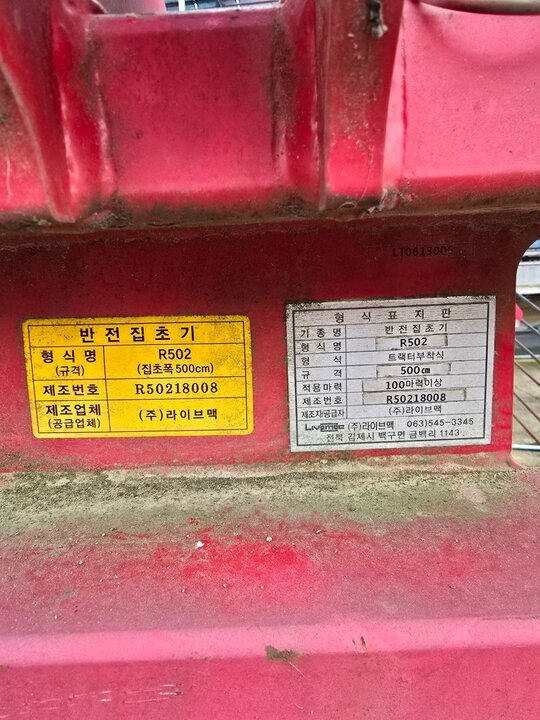 LT0613005
반전집초기
형식명 R502
(규격) (집초폭 500cm)
제조번호 R50218008
제조업체 (주)라이브맥
(공급업체)
형식표지판
기종명 반전집초기
형식명 R502
형식 트랙터부착식
규격 500㎝
적용마력 100마력이상
제조번호 R50218008
제조자공급자 (주)라이브맥
Livemec (주)라이브맥 063)545-3345
전북 김제시 백구면 금백리 1143